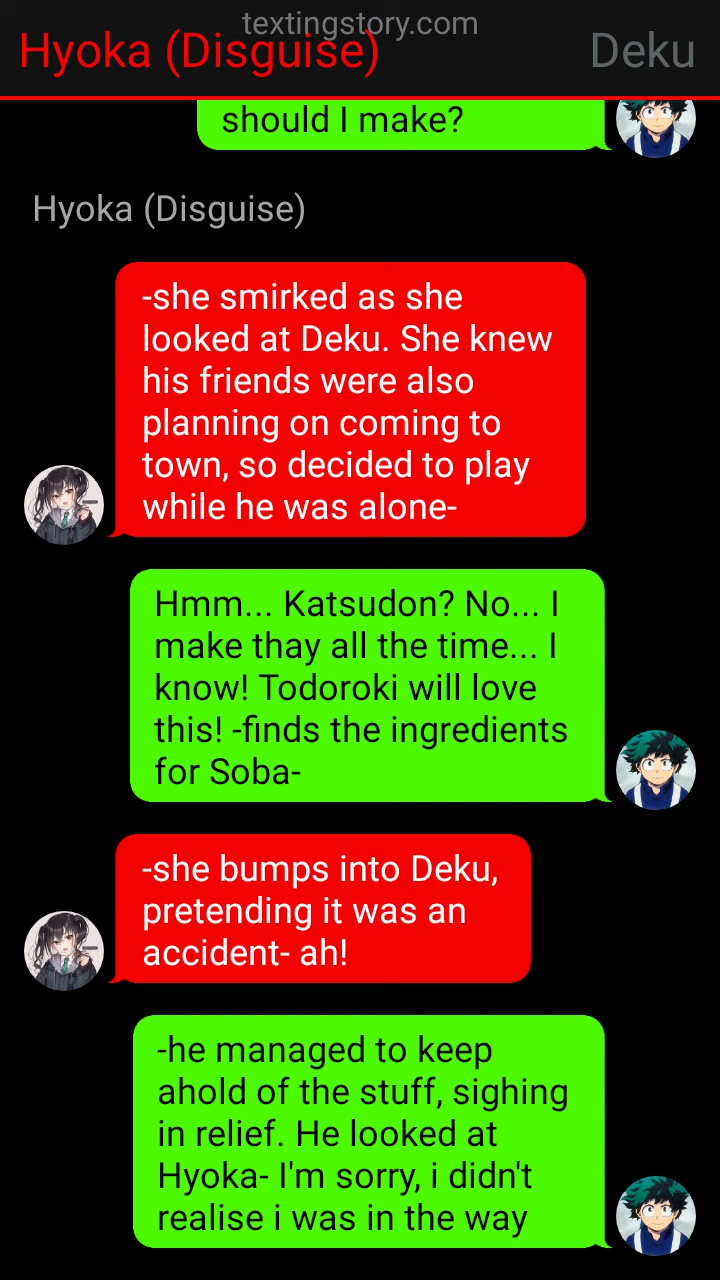 textingstory.com
Hyoka (Disguise)
Deku
should I make?
Hyoka (Disguise)
-she smirked as she
looked at Deku. She knew
his friends were also
planning on coming to
town, so decided to play
while he was alone-
Hmm... Katsudon? No... I
make thay all the time... I
know! Todoroki will love
this! -finds the ingredients
for Soba-
-she bumps into Deku,
pretending it was an
accident- ah!
-he managed to keep
ahold of the stuff, sighing
in relief. He looked at
Hyoka- I'm sorry, i didn't
realise i was in the way